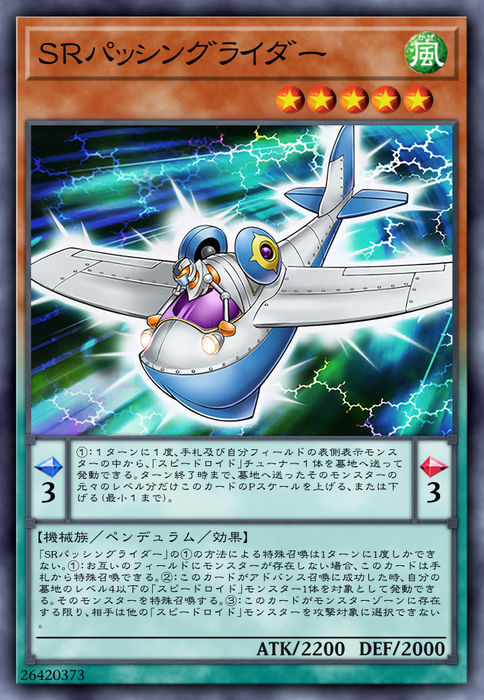 SRパッシングライダー
かぜ
風
①：1ターンに1度、手札及び自分フィールドの表側表示モンス
ターの中から、「スピードロイド」チューナー1体を墓地へ送って
発動できる。ターン終了時まで、墓地へ送ったそのモンスターの
元々のレベル分だけこのカードのPスケールを上げる、または下
げる(最小1まで)。
3
3
【機械族／ペンデュラム／効果】
「SRパッシングライダー」の①の方法による特殊召喚は1ターンに1度しかでき
ない。①：お互いのフィールドにモンスターが存在しない場合、このカードは手
札から特殊召喚できる。②：このカードがアドバンス召喚に成功した時、自分の
墓地のレベル4以下の「スピードロイド」モンスター1体を対象として発動でき
る。そのモンスターを特殊召喚する。③：このカードがモンスターゾーンに存在す
る限り、相手は他の「スピードロイド」モンスターを攻撃対象に選択できない
。
ATK/2200 DEF/2000
26420373